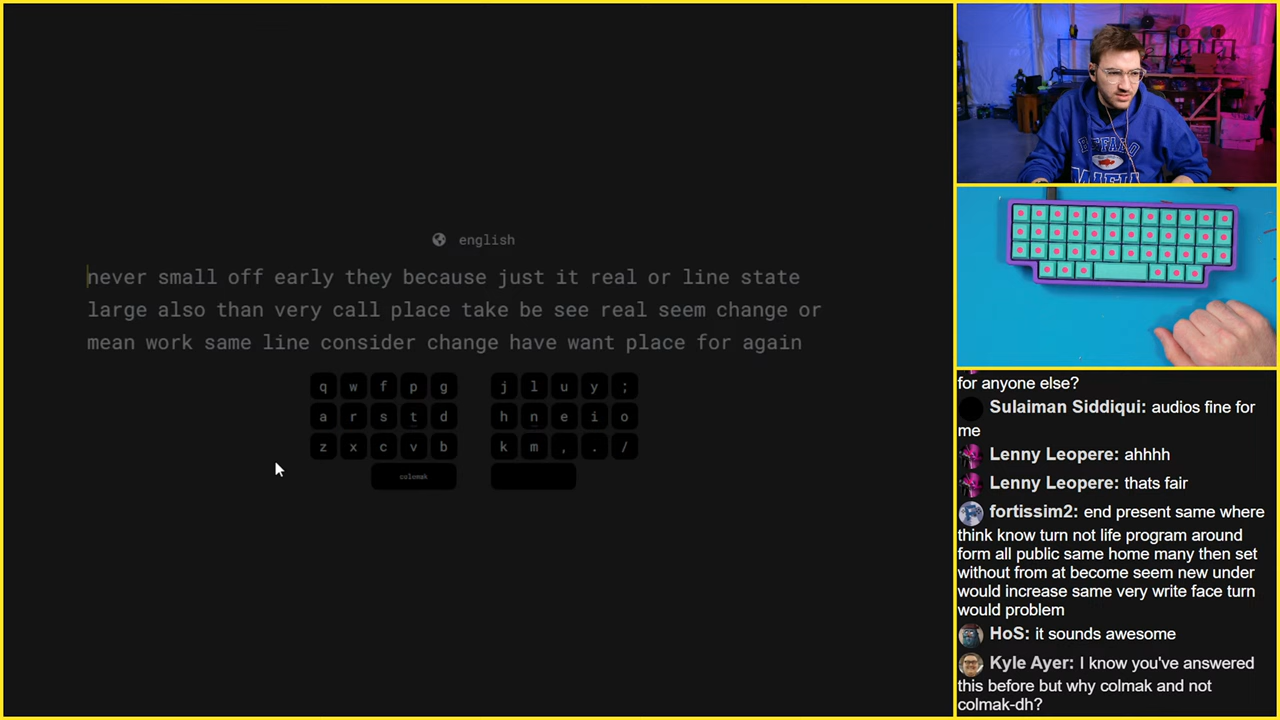 english
never small off early they because just it real or line state
large also than very call place take be see real seem change or
mean work same line consider change have want place for again
q w f p g j l u y ;
a r s t d h n e i o
z x c v b k m , . /
colemak
BUFFALO
for anyone else?
Sulaiman Siddiqui: audios fine for
me
Lenny Leopere: ahhhh
Lenny Leopere: thats fair
fortissim2: end present same where
think know turn not life program around
form all public same home many then set
without from at become seem new under
would increase same very write face turn
would problem
HoS: it sounds awesome
Kyle Ayer: I know you've answered
this before but why colmak and not
colmak-dh?